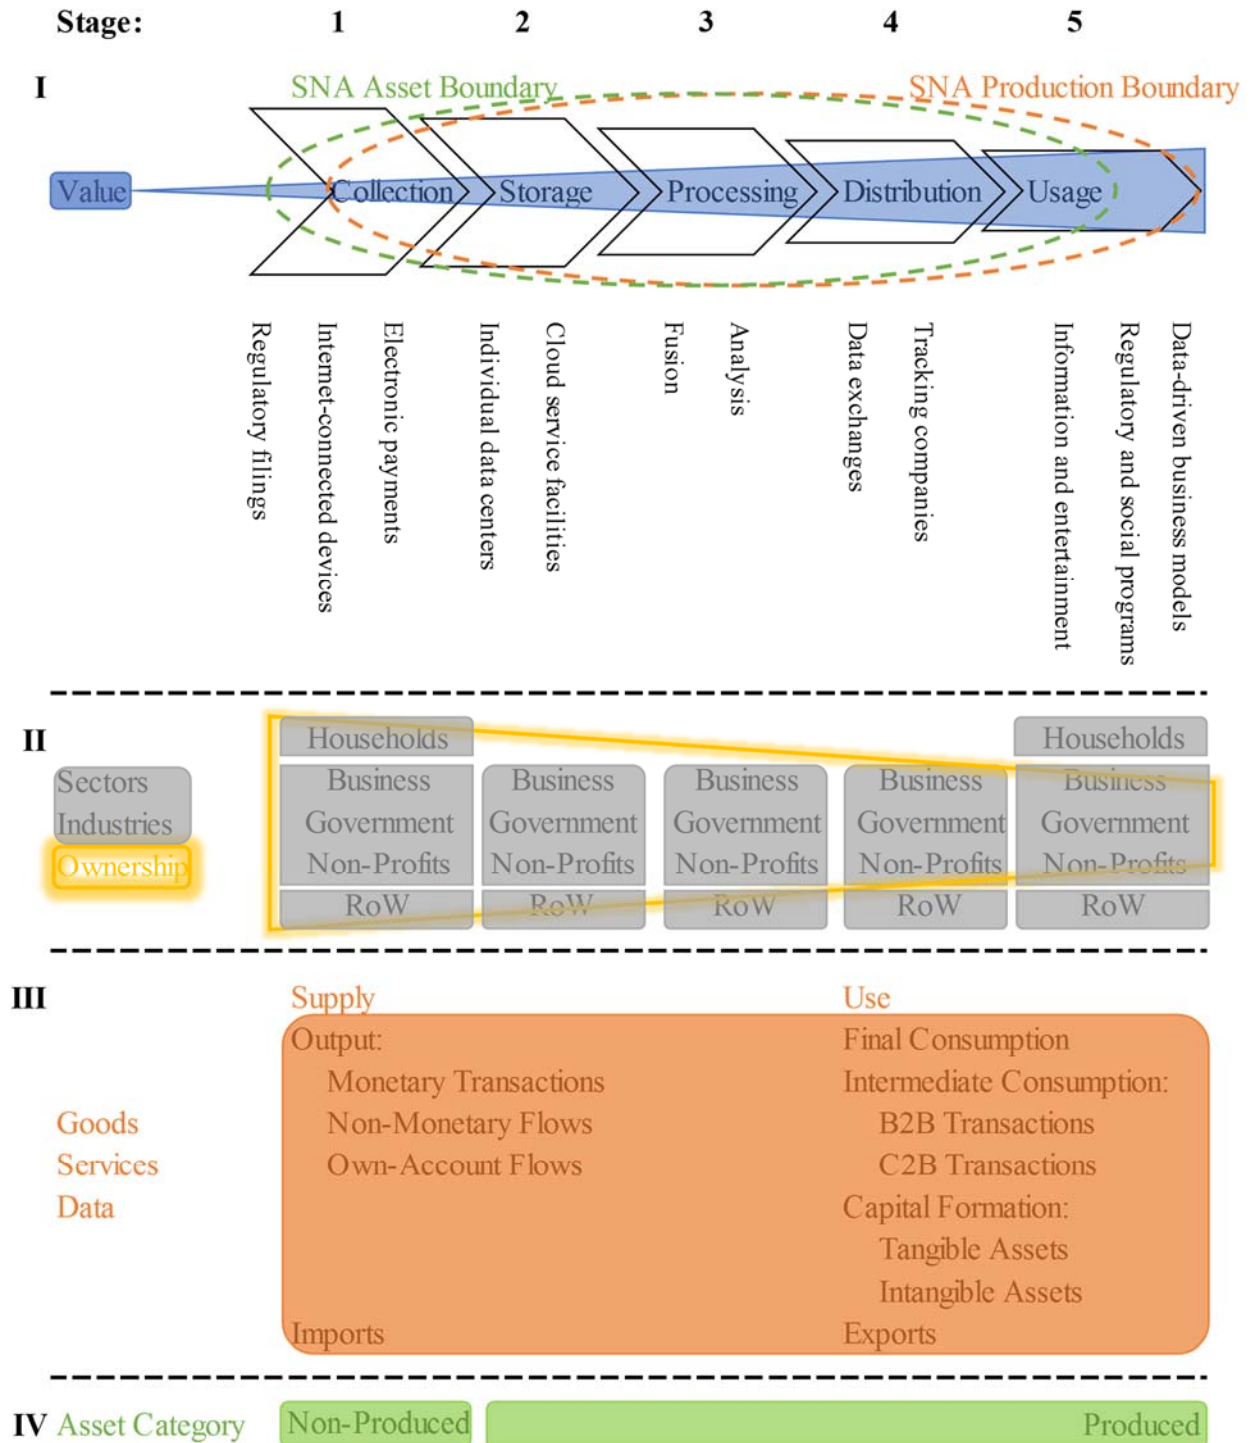 Stage: 1 2 3 4 5
I
SNA Asset Boundary SNA Production Boundary
Value Collection Storage Processing Distribution Usage
Regulatory filings
Internet-connected devices
Electronic payments
Individual data centers
Cloud service facilities
Fusion
Analysis
Data exchanges
Tracking companies
Information and entertainment
Regulatory and social programs
Data-driven business models
II
Households Households
Sectors Business Business Business Business Business
Industries Government Government Government Government Government
Ownership Non-Profits Non-Profits Non-Profits Non-Profits Non-Profits
RoW RoW RoW RoW RoW
III Supply Use
Output: Final Consumption
Monetary Transactions Intermediate Consumption:
Goods Non-Monetary Flows B2B Transactions
Services Own-Account Flows C2B Transactions
Data Capital Formation:
Tangible Assets
Intangible Assets
Imports Exports
IV Asset Category Non-Produced Produced